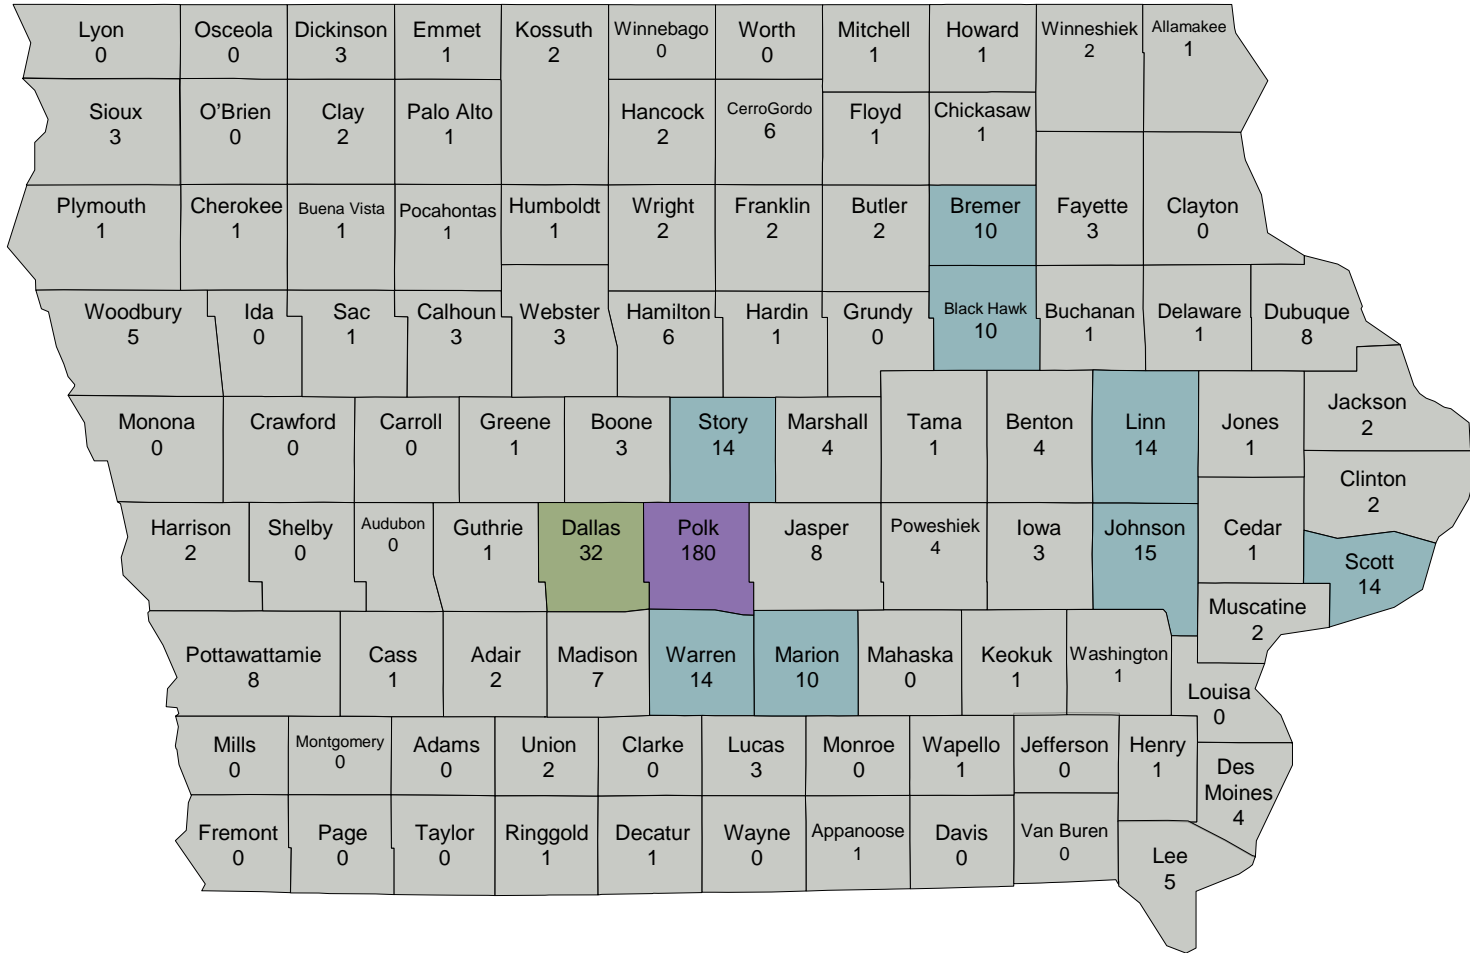 Lyon
0
Osceola
0
Dickinson
3
Emmet
1
Kossuth
2
Winnebago
0
Worth
0
Mitchell
1
Howard
1
Winneshiek
2
Allamakee
1
Sioux
3
O'Brien
0
Clay
2
Palo Alto
1
Hancock
2
CerroGordo
6
Floyd
1
Chickasaw
1
Plymouth
1
Cherokee
1
Buena Vista
1
Pocahontas
1
Humboldt
1
Wright
2
Franklin
2
Butler
2
Bremer
10
Fayette
3
Clayton
0
Woodbury
5
Ida
0
Sac
1
Calhoun
3
Webster
3
Hamilton
6
Hardin
1
Grundy
0
Black Hawk
10
Buchanan
1
Delaware
1
Dubuque
8
Monona
0
Crawford
0
Carroll
0
Greene
1
Boone
3
Story
14
Marshall
4
Tama
1
Benton
4
Linn
14
Jones
1
Jackson
2
Clinton
2
Harrison
2
Shelby
0
Audubon
0
Guthrie
1
Dallas
32
Polk
180
Jasper
8
Poweshiek
4
Iowa
3
Johnson
15
Cedar
1
Scott
14
Muscatine
2
Pottawattamie
8
Cass
1
Adair
2
Madison
7
Warren
14
Marion
10
Mahaska
0
Keokuk
1
Washington
1
Louisa
0
Mills
0
Montgomery
0
Adams
0
Union
2
Clarke
0
Lucas
3
Monroe
0
Wapello
1
Jefferson
0
Henry
1
Des
Moines
4
Fremont
0
Page
0
Taylor
0
Ringgold
1
Decatur
1
Wayne
0
Appanoose
1
Davis
0
Van Buren
0
Lee
5